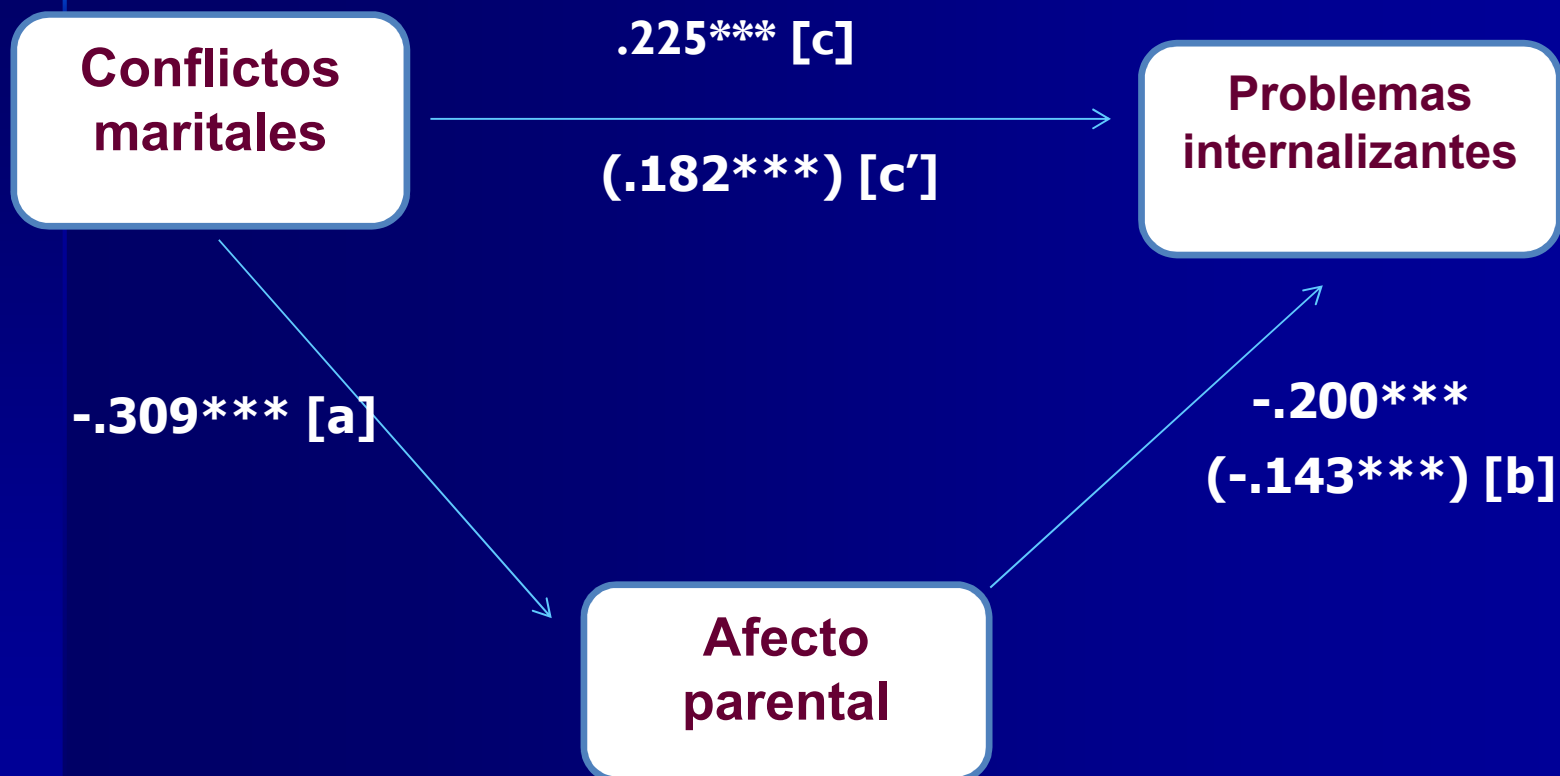 Conflictos
maritales
.225*** [c]
(.182***) [c’]
Problemas
internalizantes
-.309*** [a]
-.200***
(-.143***) [b]
Afecto
parental